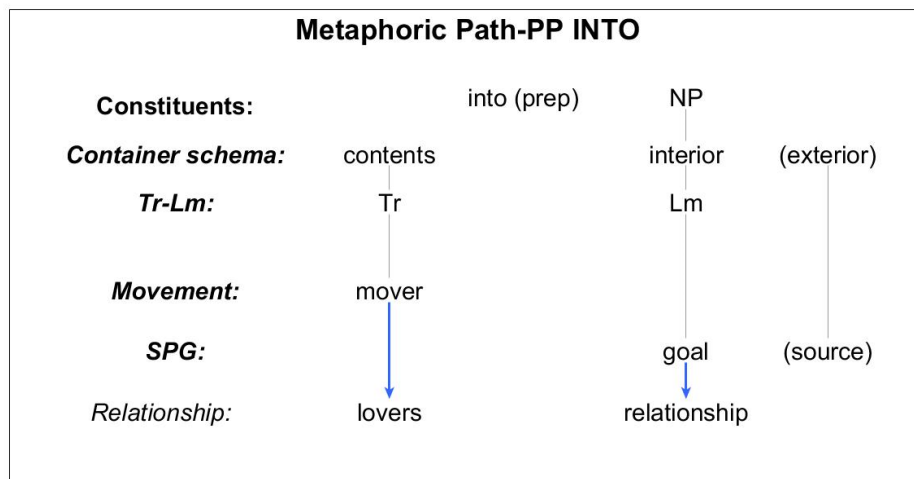 Metaphoric Path-PP INTO
Constituents: into (prep) NP
Container schema: contents interior (exterior)
Tr-Lm: Tr Lm
Movement: mover
SPG: goal (source)
Relationship: lovers relationship